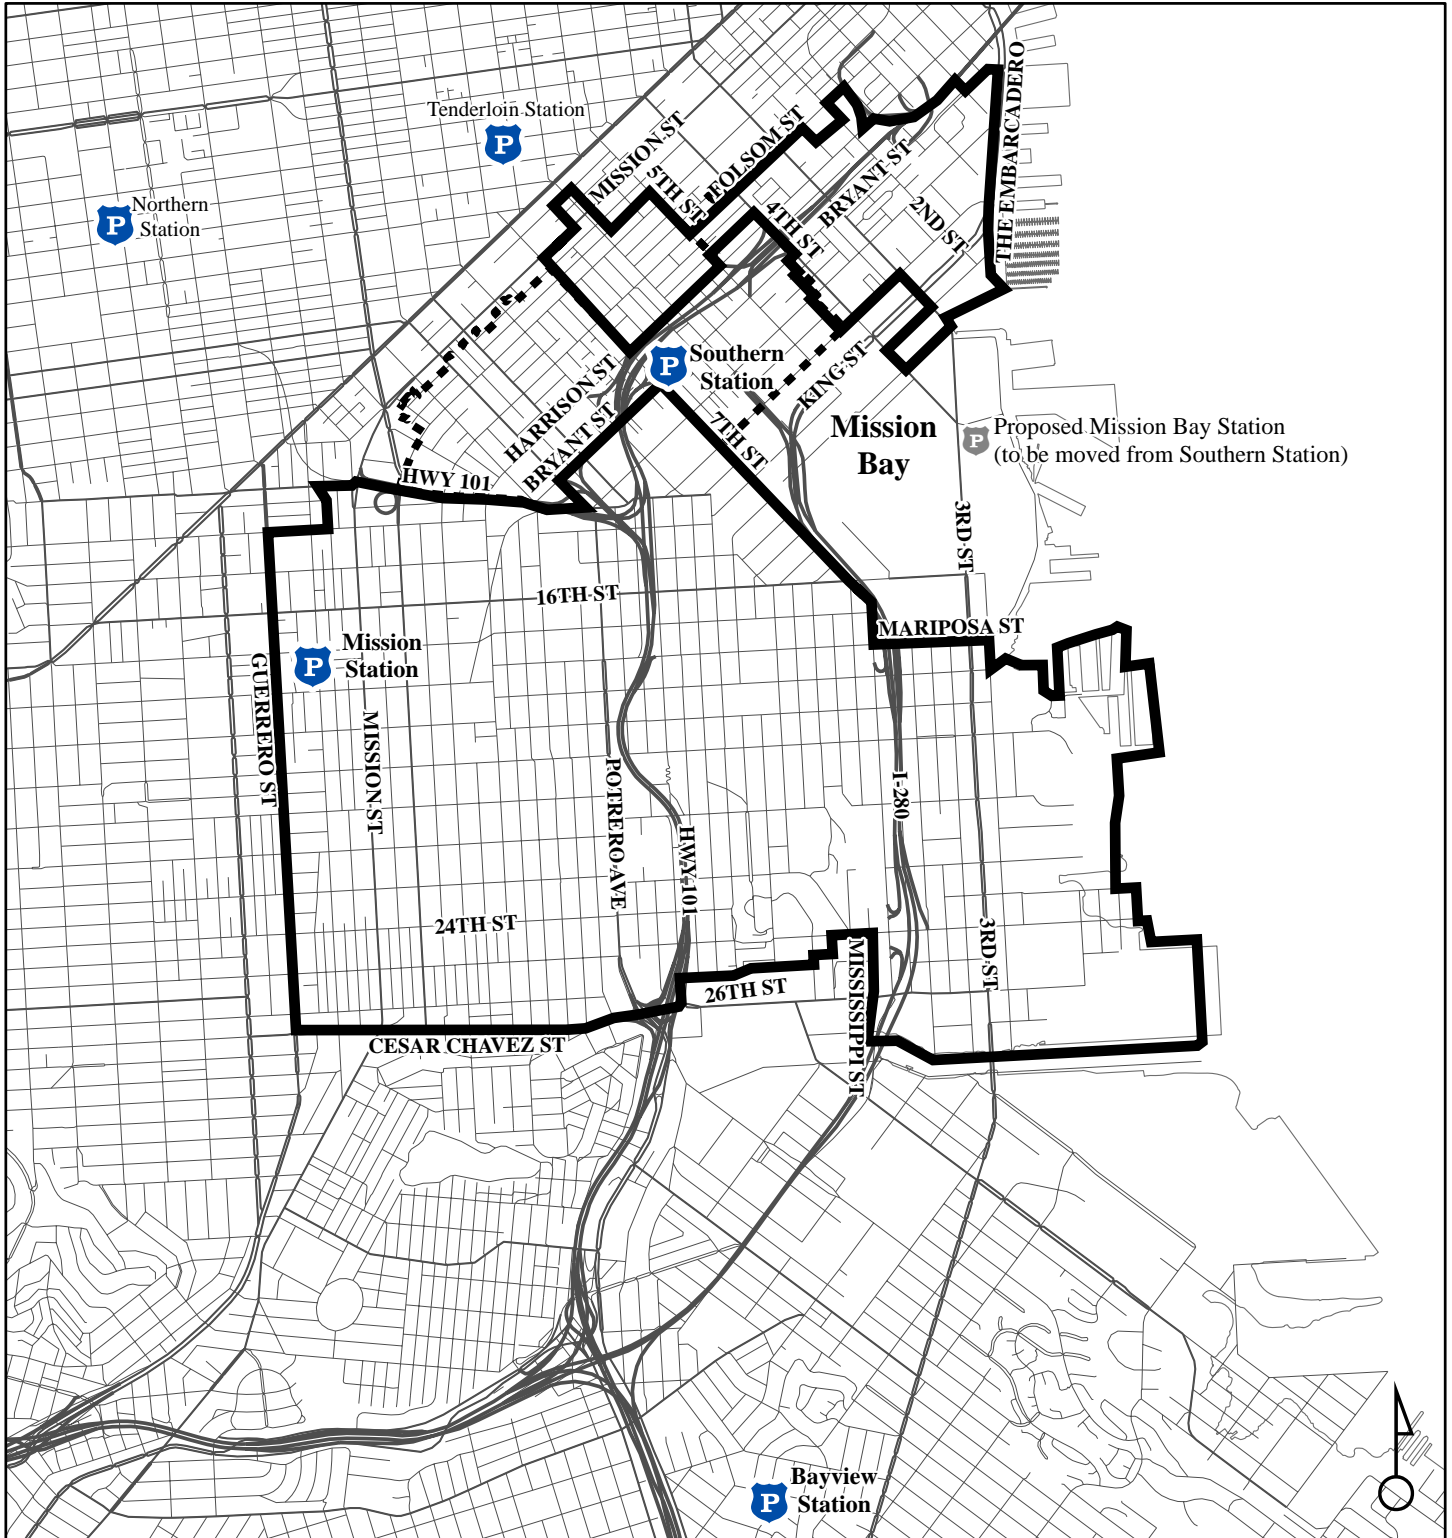 Tenderloin Station
P
Northern
Station
P
MISSION ST
5TH ST
FOLSOM ST
4TH ST
BRYANT ST
2ND ST
THE EMBARCADERO
P
Southern
Station
HARRISON ST
BRYANT ST
7TH ST
KING ST
Mission
Bay
P
Proposed Mission Bay Station
(to be moved from Southern Station)
HWY 101
3RD ST
16TH ST
MARIPOSA ST
P
Mission
Station
GUERRERO ST
MISSION ST
POTRERO AVE
HWY 101
I-280
24TH ST
3RD ST
26TH ST
MISSISSIPPI ST
CESAR CHAVEZ ST
P
Bayview
Station